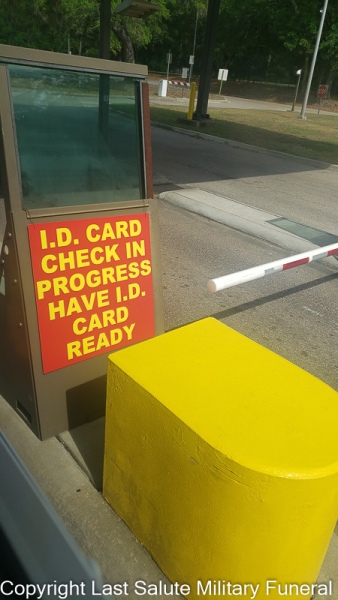 I.D. CARD
CHECK IN
PROGRESS
HAVE I.D.
CARD
READY
Copyright Last Salute Military Funeral